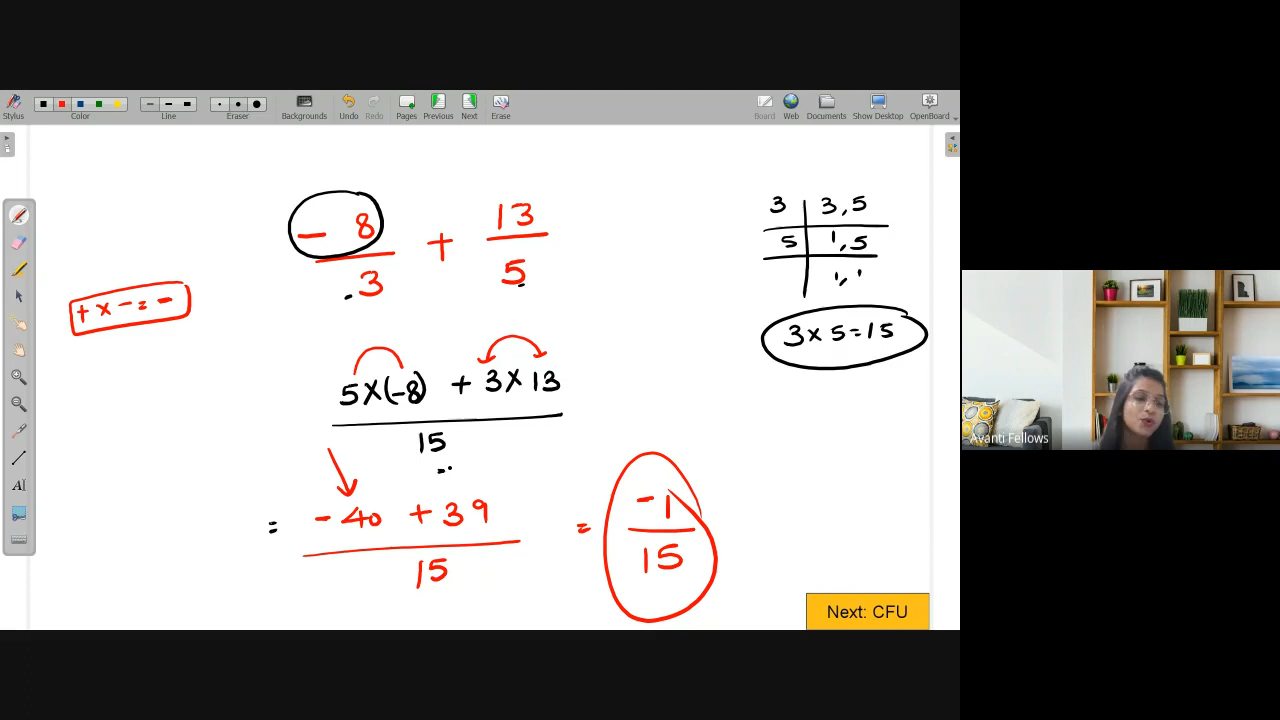 Stylus Color Line Eraser Backgrounds Undo Redo Pages Previous Next Erase Board Web Documents Show Desktop OpenBoard
- 8 / 3 + 13 / 5
3 | 3, 5
5 | 1, 5
1, 1
3 x 5 = 15
+ x - = -
5 x (-8) + 3 x 13
15
= - 40 + 39 / 15 = -1 / 15
Next: CFU
Avanti Fellows